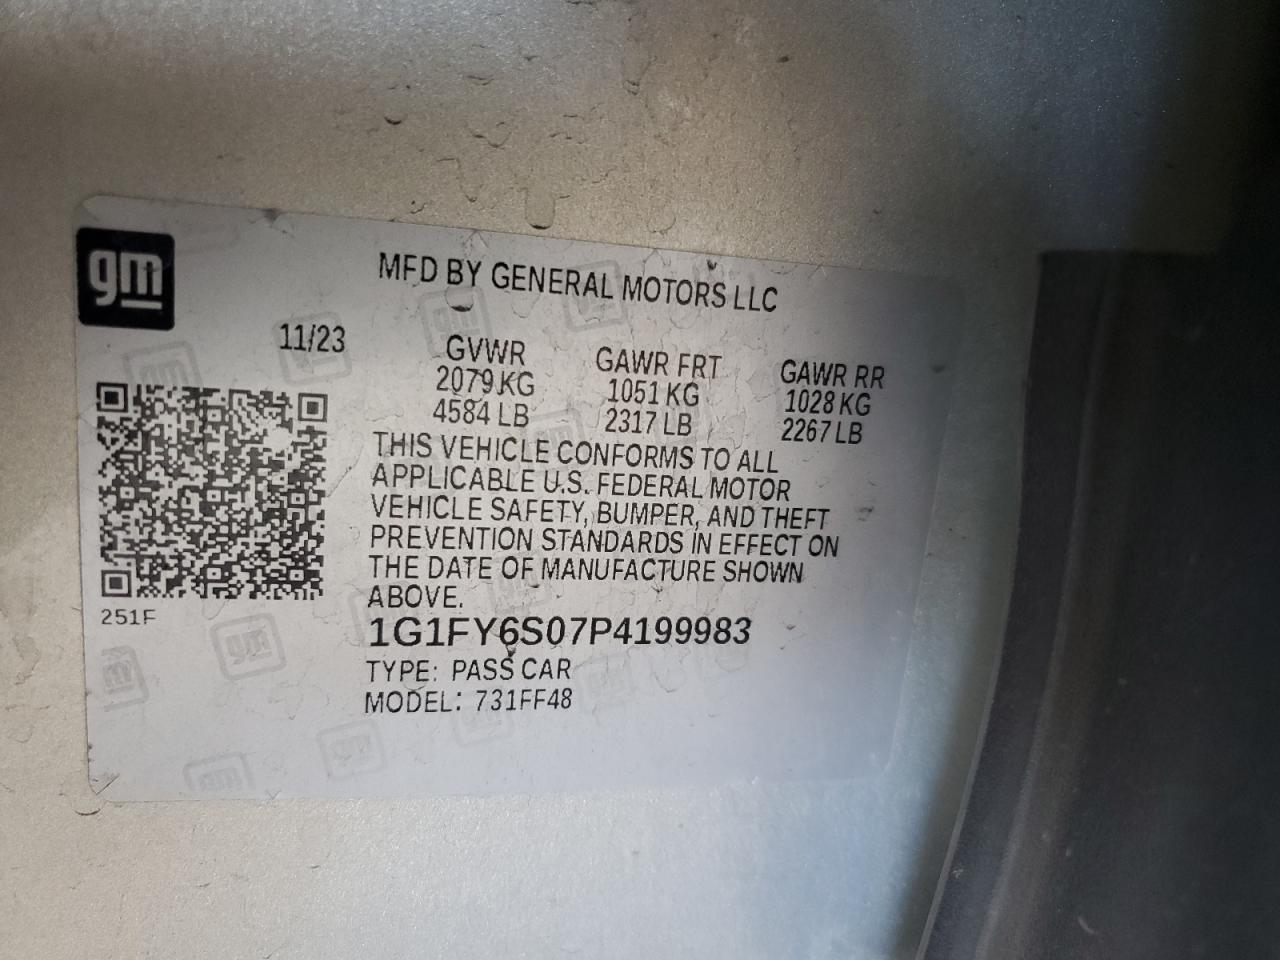 gm
MFD BY GENERAL MOTORS LLC
11/23
GVWR GAWR FRT GAWR RR
2079 KG 1051 KG 1028 KG
4584 LB 2317 LB 2267 LB
THIS VEHICLE CONFORMS TO ALL
APPLICABLE U.S. FEDERAL MOTOR
VEHICLE SAFETY, BUMPER, AND THEFT
PREVENTION STANDARDS IN EFFECT ON
THE DATE OF MANUFACTURE SHOWN
ABOVE.
251F
1G1FY6S07P4199983
TYPE: PASS CAR
MODEL: 731FF48